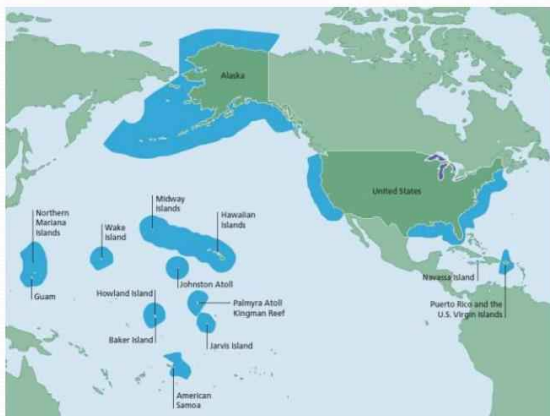 Alaska
United States
Midway
Islands
Hawaiian
Islands
Northern
Mariana
Islands
Wake
Island
Guam
Johnston Atoll
Howland Island
Palmyra Atoll
Kingman Reef
Baker Island
Jarvis Island
American
Samoa
Navassa Island
Puerto Rico and the
U.S. Virgin Islands